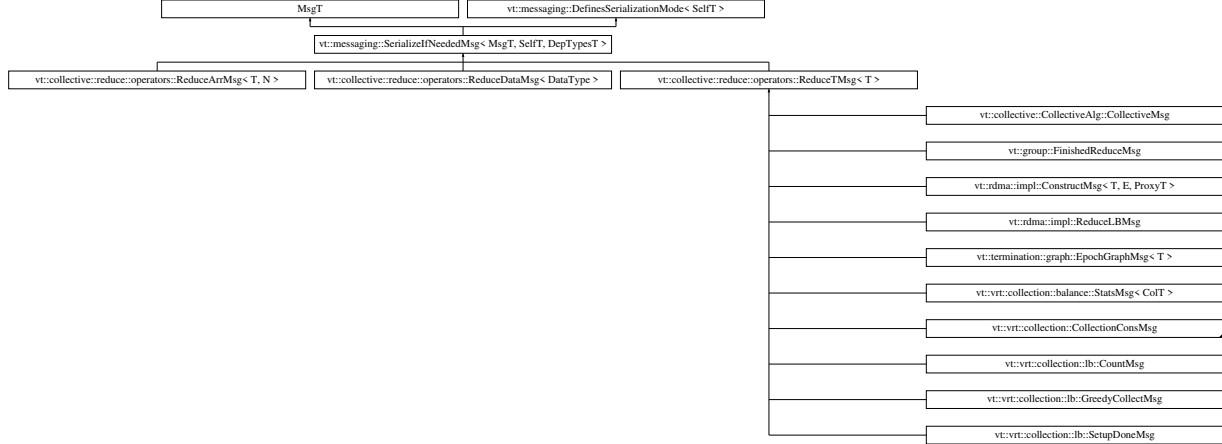 MsgT
vt::messaging::DefinesSerializationMode< SelfT >
vt::messaging::SerializeIfNeededMsg< MsgT, SelfT, DepTypesT >
vt::collective::reduce::operators::ReduceArrMsg< T, N >
vt::collective::reduce::operators::ReduceDataMsg< DataType >
vt::collective::reduce::operators::ReduceTMsg< T >
vt::collective::CollectiveAlg::CollectiveMsg
vt::group::FinishedReduceMsg
vt::rdma::impl::ConstructMsg< T, E, ProxyT >
vt::rdma::impl::ReduceLBMsg
vt::termination::graph::EpochGraphMsg< T >
vt::vrt::collection::balance::StatsMsg< ColT >
vt::vrt::collection::CollectionConsMsg
vt::vrt::collection::lb::CountMsg
vt::vrt::collection::lb::GreedyCollectMsg
vt::vrt::collection::lb::SetupDoneMsg